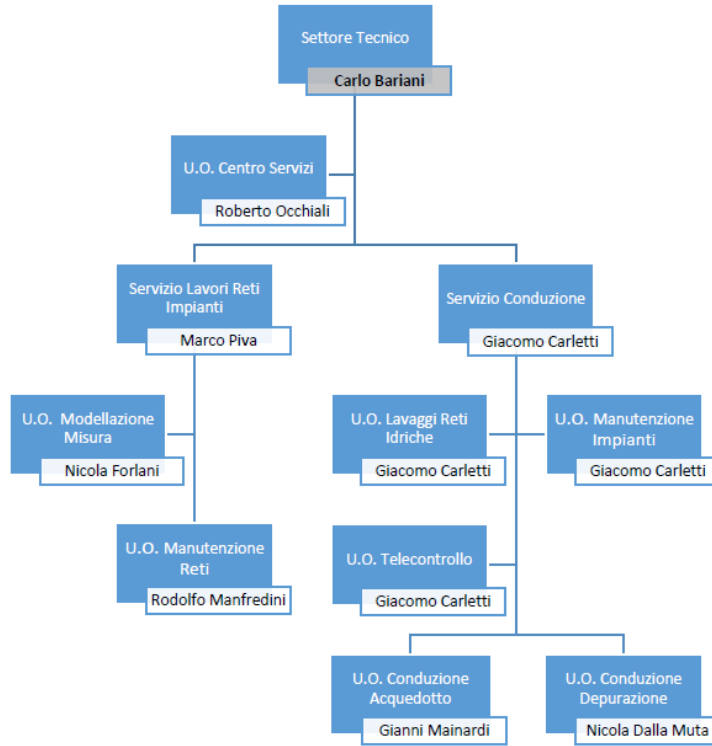 Settore Tecnico
Carlo Bariani
U.O. Centro Servizi
Roberto Occhiali
Servizio Lavori Reti
Impianti
Marco Piva
Servizio Conduzione
Giacomo Carletti
U.O. Modellazione
Misura
Nicola Forlani
U.O. Lavaggi Reti
Idriche
Giacomo Carletti
U.O. Manutenzione
Impianti
Giacomo Carletti
U.O. Manutenzione
Reti
Rodolfo Manfredini
U.O. Telecontrollo
Giacomo Carletti
U.O. Conduzione
Acquedotto
Gianni Mainardi
U.O. Conduzione
Depurazione
Nicola Dalla Muta